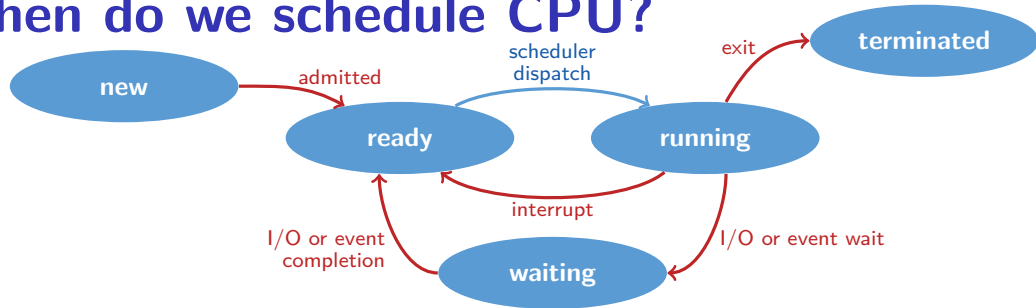 hen do we schedule CPU?
terminated
scheduler
dispatch
exit
new
admitted
ready
running
interrupt
I/O or event
completion
I/O or event wait
waiting